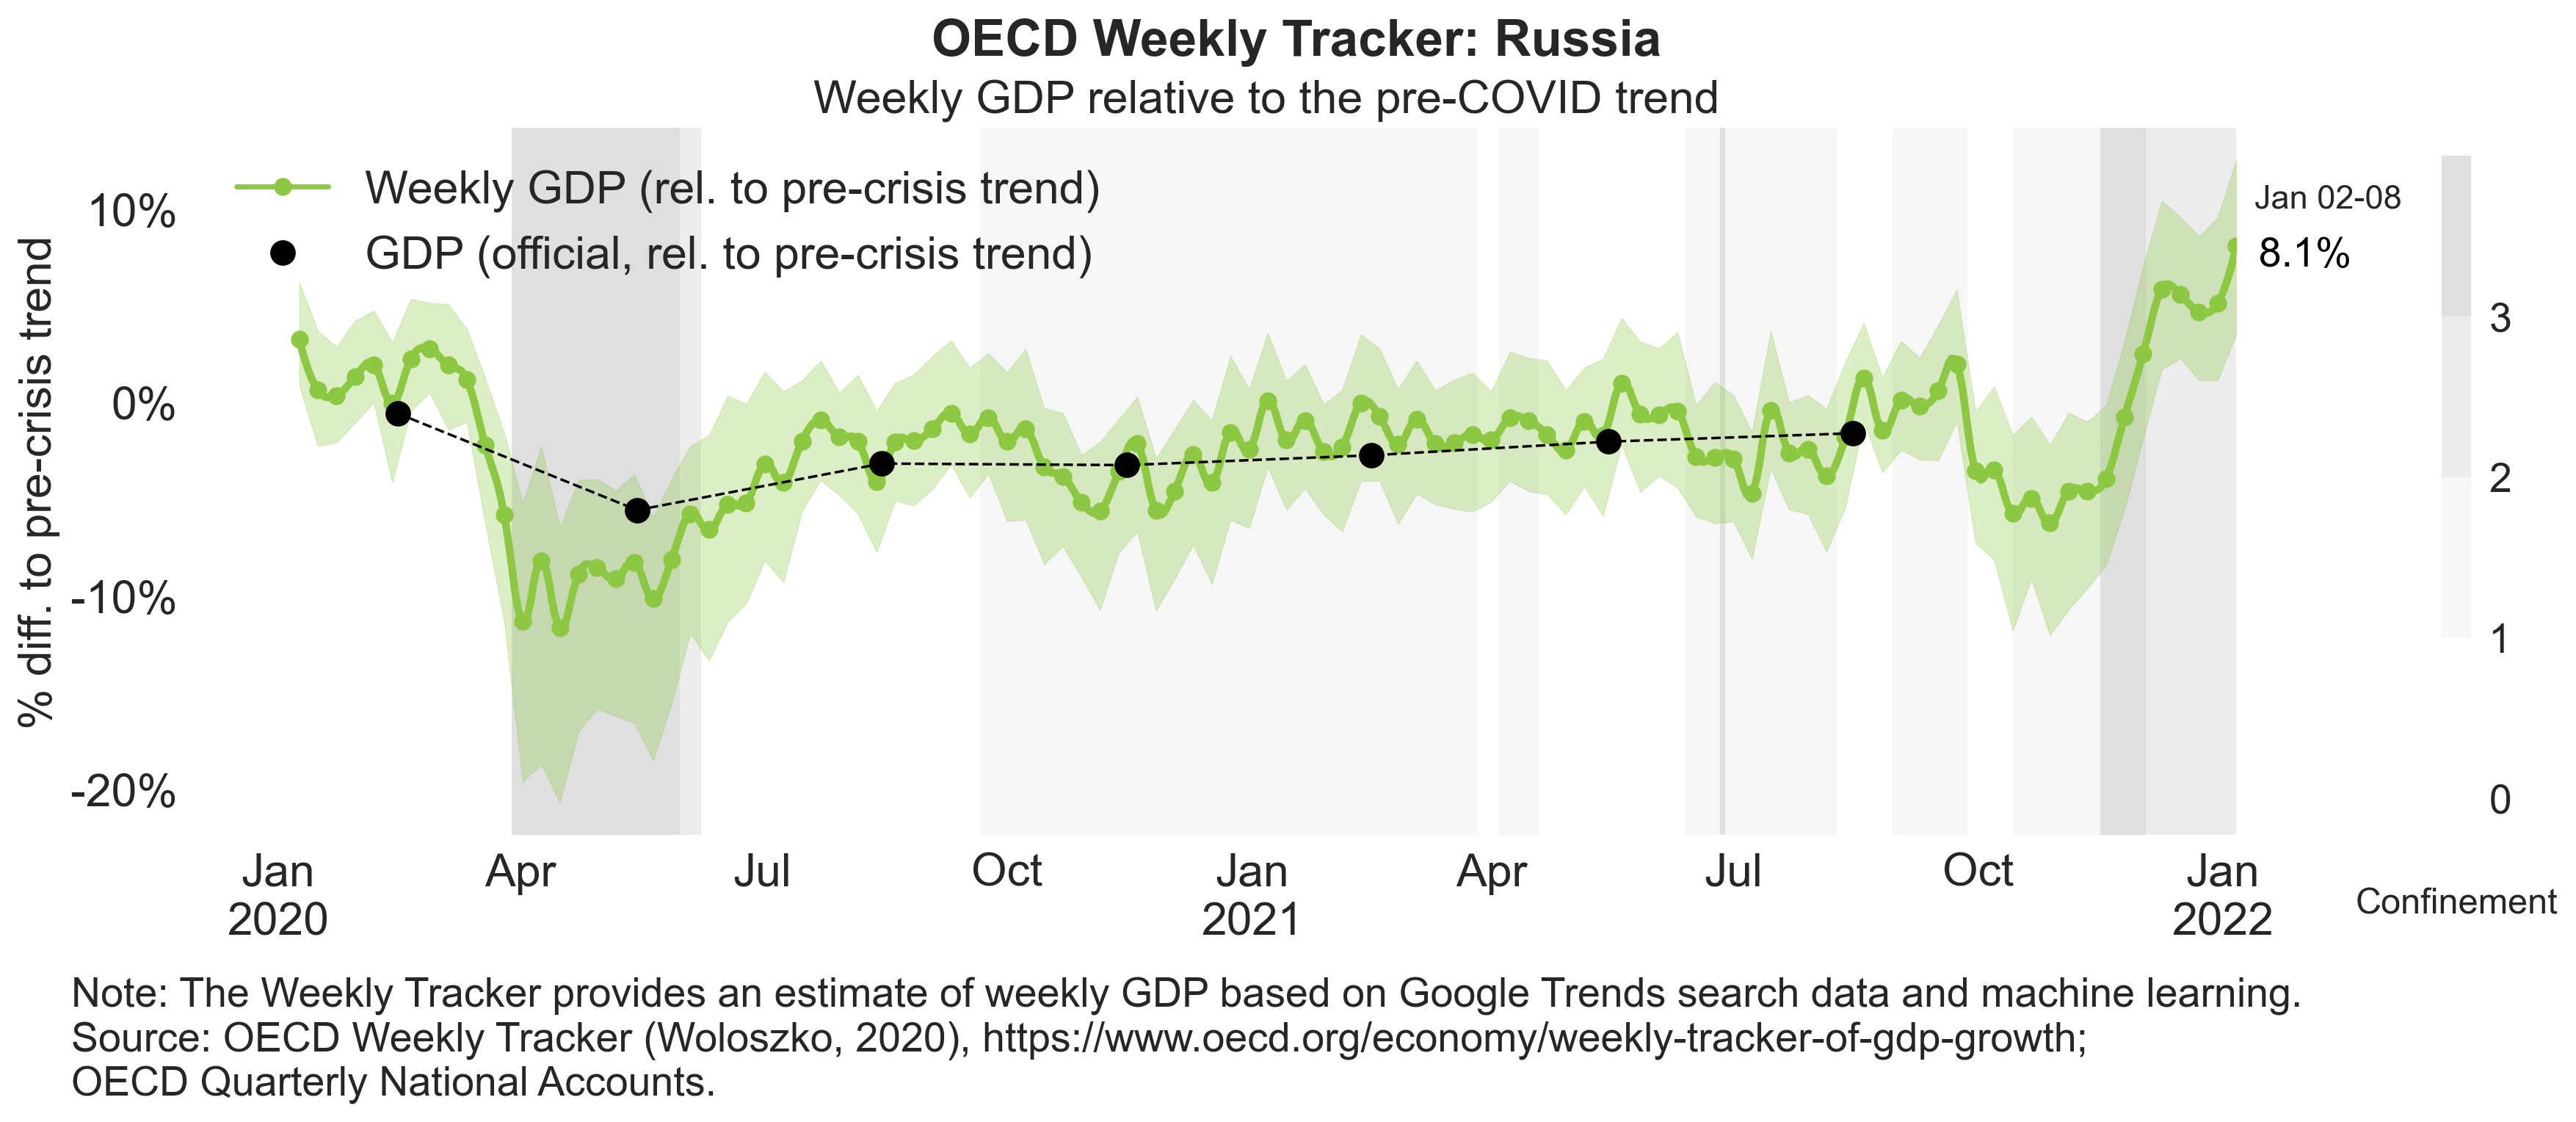 OECD Weekly Tracker: Russia
Weekly GDP relative to the pre-COVID trend
Weekly GDP (rel. to pre-crisis trend)
GDP (official, rel. to pre-crisis trend)
% diff. to pre-crisis trend
10%
0%
-10%
-20%
Jan 02-08
8.1%
3
2
1
0
Confinement
Jan Apr Jul Oct Jan Apr Jul Oct Jan
2020 2021 2022
Note: The Weekly Tracker provides an estimate of weekly GDP based on Google Trends search data and machine learning.
Source: OECD Weekly Tracker (Woloszko, 2020), https://www.oecd.org/economy/weekly-tracker-of-gdp-growth;
OECD Quarterly National Accounts.